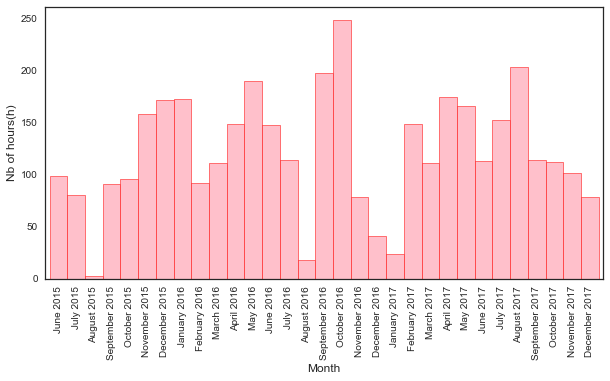 250
200
150
100
50
0
Nb of hours(h)
June 2015
July 2015
August 2015
September 2015
October 2015
November 2015
December 2015
January 2016
February 2016
March 2016
April 2016
May 2016
June 2016
July 2016
August 2016
September 2016
October 2016
November 2016
December 2016
January 2017
February 2017
March 2017
April 2017
May 2017
June 2017
July 2017
August 2017
September 2017
October 2017
November 2017
December 2017
Month